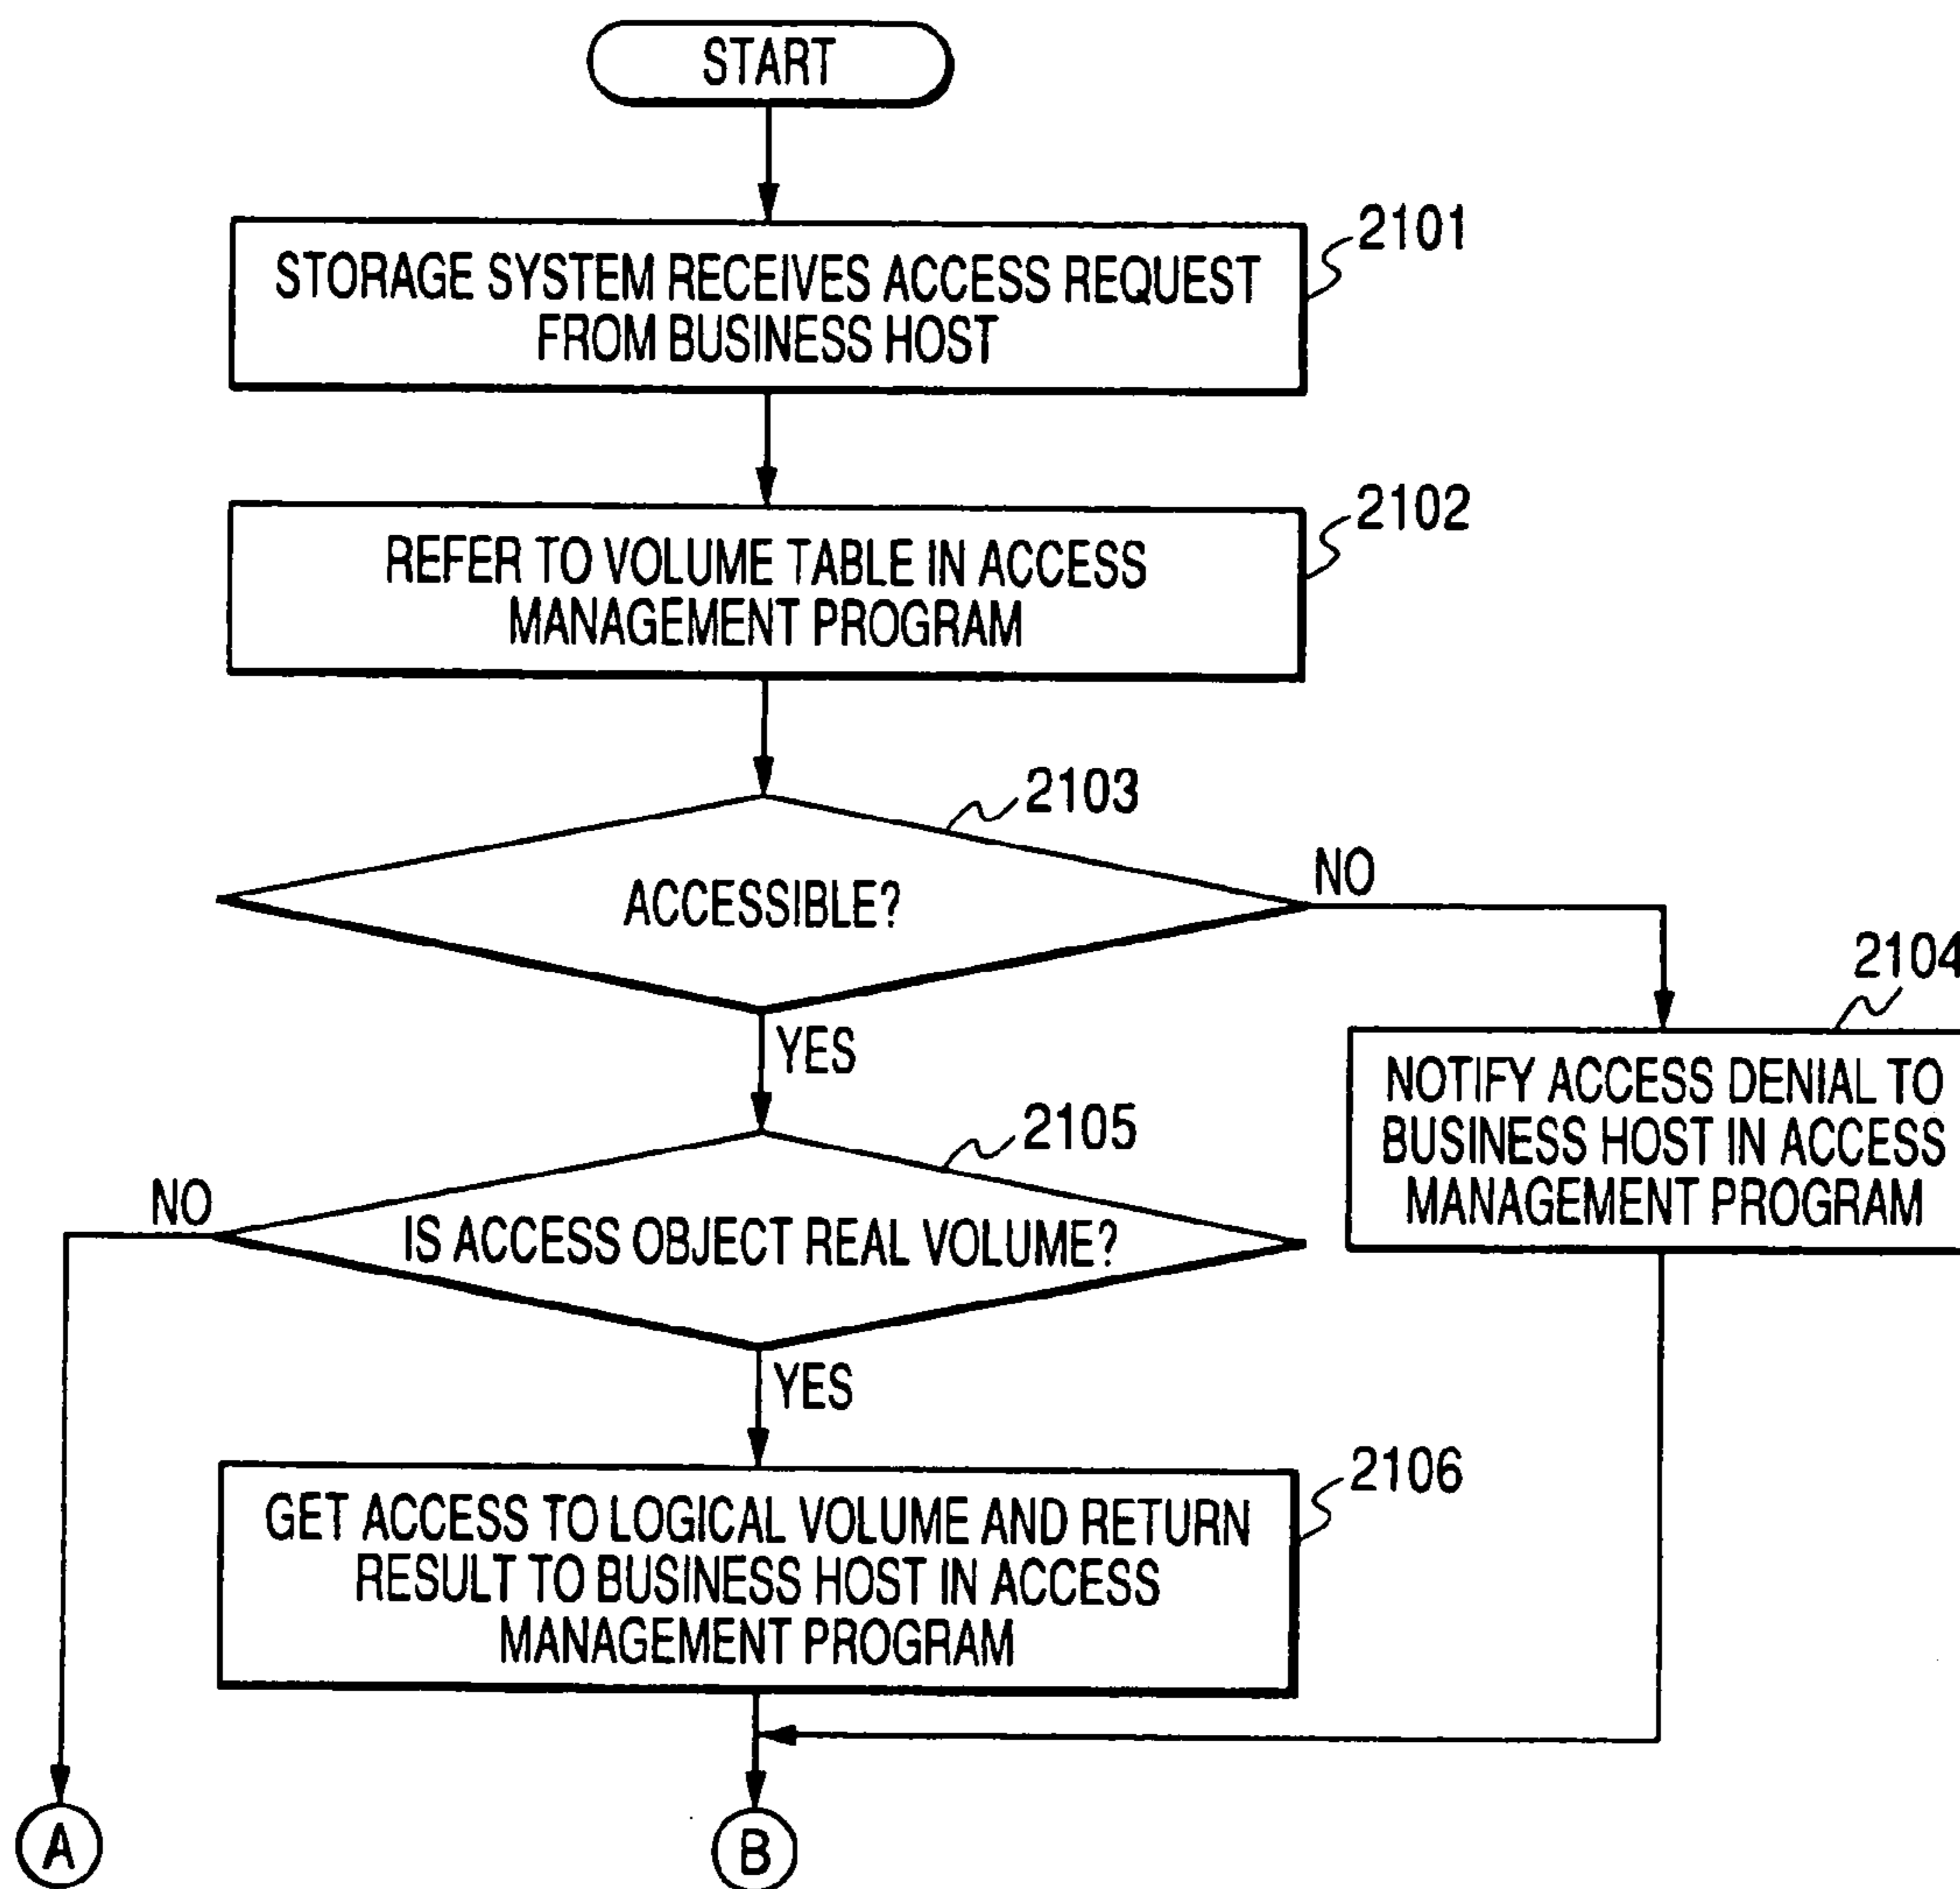 START
2101
STORAGE SYSTEM RECEIVES ACCESS REQUEST
FROM BUSINESS HOST
2102
REFER TO VOLUME TABLE IN ACCESS
MANAGEMENT PROGRAM
2103
ACCESSIBLE?
NO
2104
YES
NOTIFY ACCESS DENIAL TO
BUSINESS HOST IN ACCESS
MANAGEMENT PROGRAM
2105
NO
IS ACCESS OBJECT REAL VOLUME?
YES
2106
GET ACCESS TO LOGICAL VOLUME AND RETURN
RESULT TO BUSINESS HOST IN ACCESS
MANAGEMENT PROGRAM
A
B